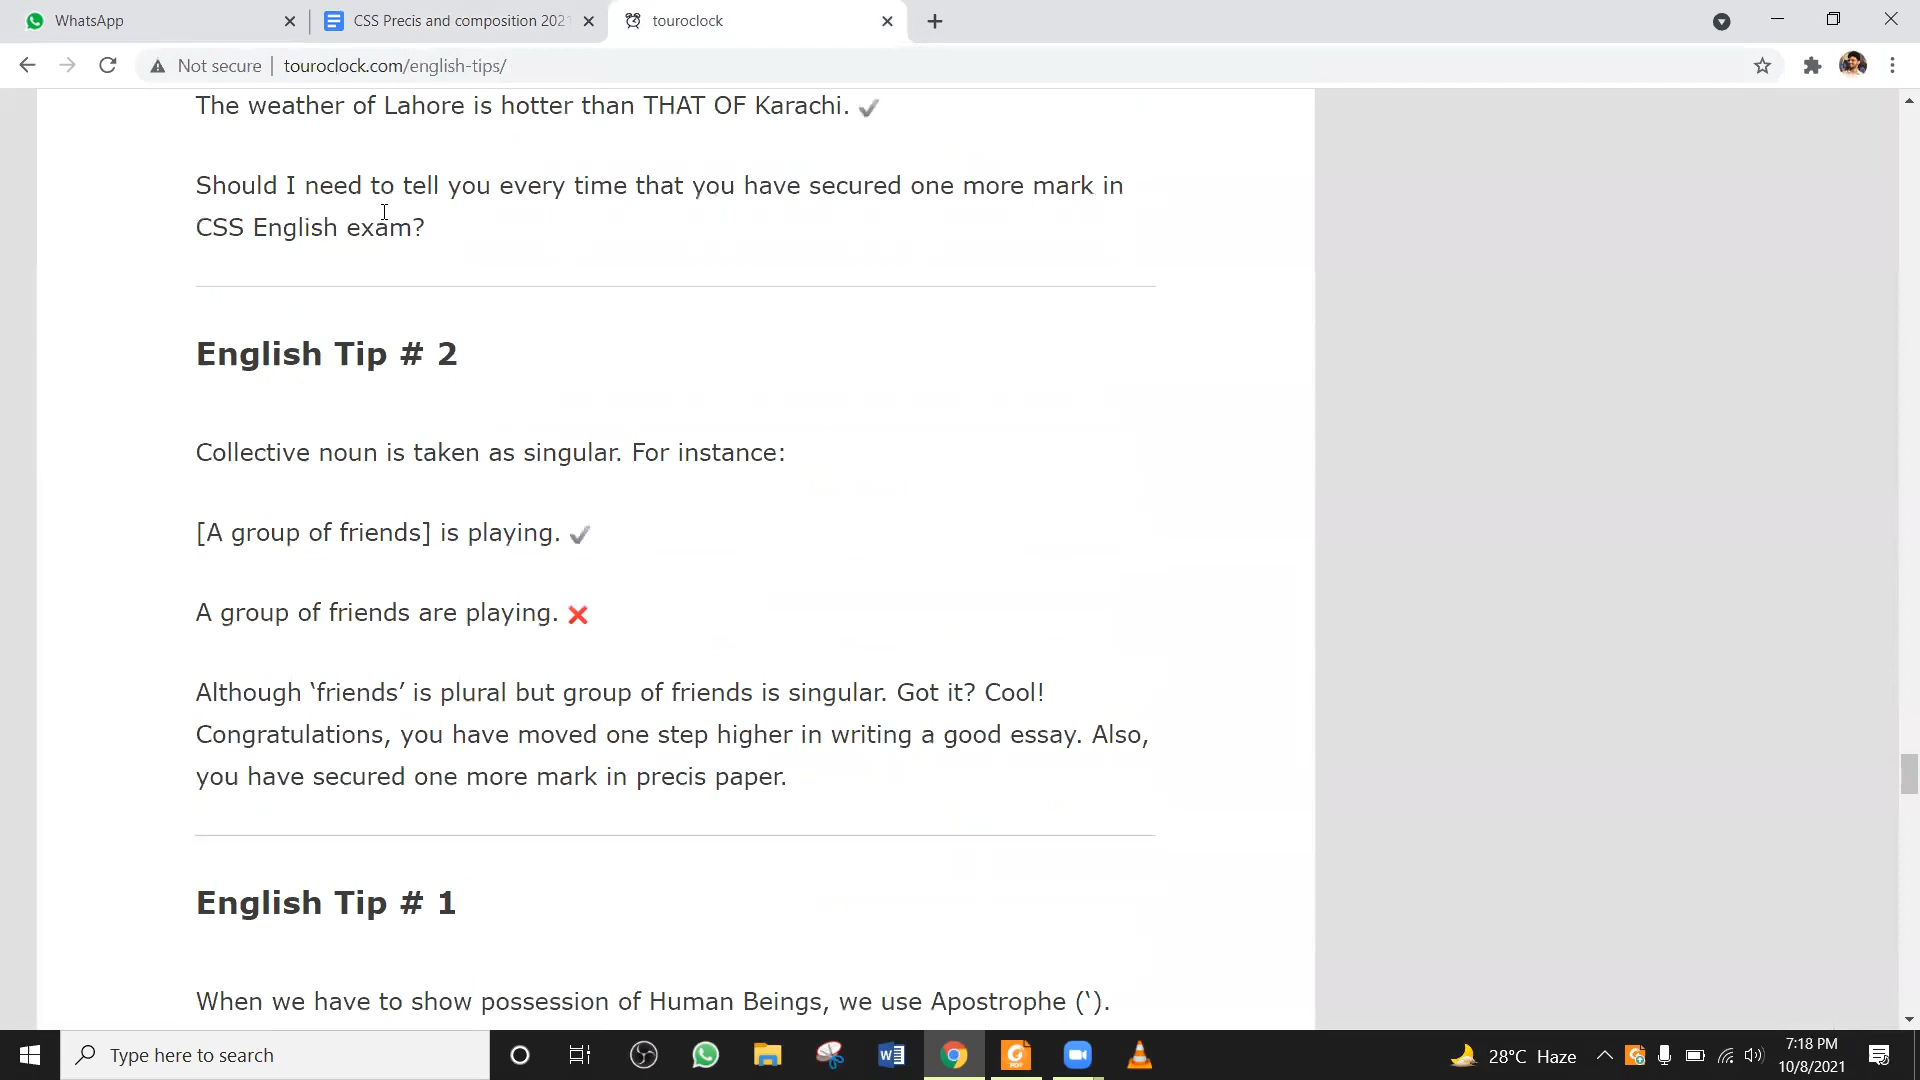 WhatsApp
CSS Precis and composition 202
touroclock
Not secure
touroclock.com/english-tips/
The weather of Lahore is hotter than THAT OF Karachi. ✔
Should I need to tell you every time that you have secured one more mark in
CSS English exam?
English Tip # 2
Collective noun is taken as singular. For instance:
[A group of friends] is playing. ✔
A group of friends are playing. ❌
Although ‘friends’ is plural but group of friends is singular. Got it? Cool!
Congratulations, you have moved one step higher in writing a good essay. Also,
you have secured one more mark in precis paper.
English Tip # 1
When we have to show possession of Human Beings, we use Apostrophe (‘).
Type here to search
28°C Haze
7:18 PM
10/8/2021